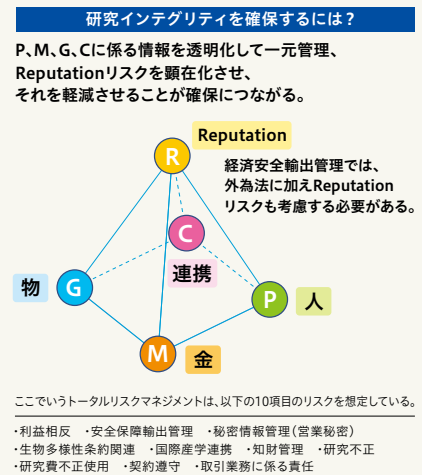 研究インテグリティを確保するには？
P、M、G、Cに係る情報を透明化して一元管理、
Reputationリスクを顕在化させ、
それを軽減させることが確保につながる。
Reputation
R
経済安全輸出管理では、
外為法に加えReputation
リスクも考慮する必要がある。
C
連携
物
G
P
人
M
金
ここでいうトータルリスクマネジメントは、以下の10項目のリスクを想定している。
・利益相反　・安全保障輸出管理　・秘密情報管理（営業秘密）
・生物多様性条約関連　・国際産学連携　・知財管理　・研究不正
・研究費不正使用　・契約遵守　・取引業務に係る責任